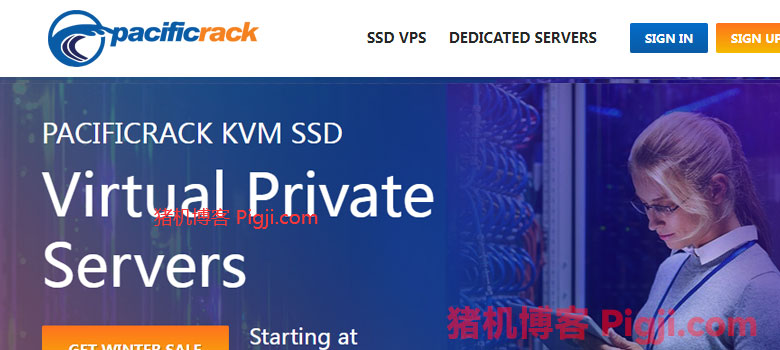 pacificrack
SSD VPS
DEDICATED SERVERS
SIGN IN
SIGN UP
PACIFICRACK KVM SSD
Virtual Private
猪机博客 Pigji.com
Servers
Starting at
猪机博客 Pigji.com
GET WINTER SALE